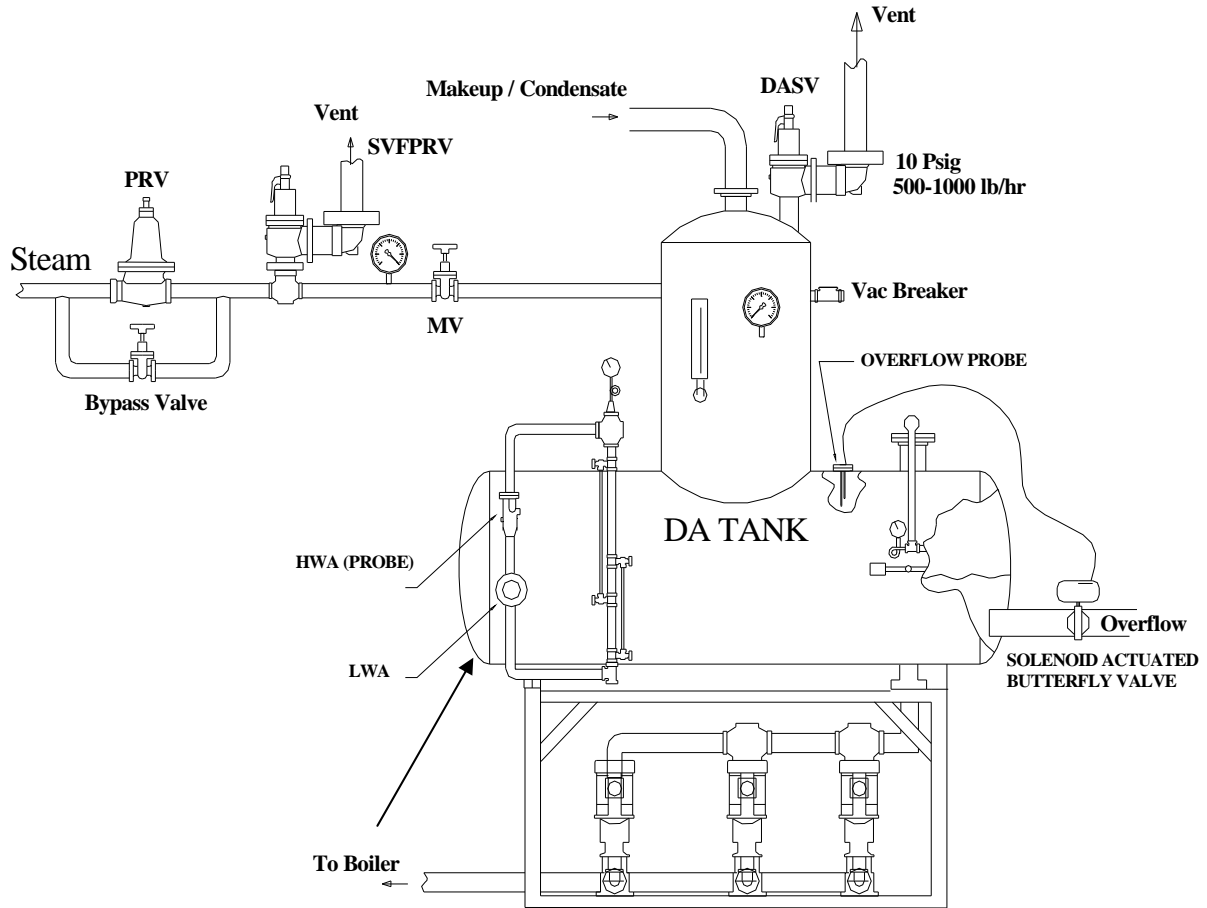 Vent
Makeup / Condensate
DASV
Vent
SVFPRV
10 Psig
500-1000 lb/hr
PRV
Steam
Vac Breaker
MV
OVERFLOW PROBE
Bypass Valve
DA TANK
HWA (PROBE)
Overflow
LWA
SOLENOID ACTUATED
BUTTERFLY VALVE
To Boiler